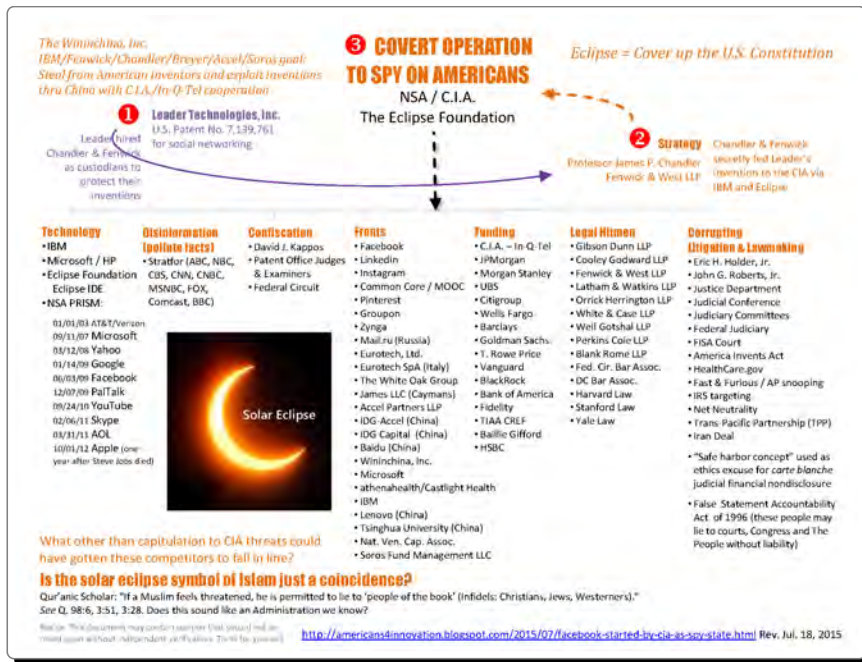 The Wininchina, Inc.
IBM/Fenwick/Chandler/Breyer/Accel/Soros goal:
Steal from American inventors and exploit inventions
thru China with C.I.A./In-Q-Tel cooperation
3 COVERT OPERATION
TO SPY ON AMERICANS
NSA / C.I.A.
The Eclipse Foundation
Eclipse = Cover up the U.S. Constitution
1 Leader Technologies, Inc.
U.S. Patent No. 7,139,761
for social networking
Leader hired
Chandler & Fenwick
as custodians to
protect their
inventions
2 Strategy
Professor James P. Chandler
Fenwick & West LLP
Chandler & Fenwick
secretly fed Leader's
invention to the CIA via
IBM and Eclipse
Technology
• IBM
• Microsoft / HP
• Eclipse Foundation
Eclipse IDE
• NSA PRISM:
01/01/03 AT&T/Verizon
09/11/07 Microsoft
03/12/08 Yahoo
01/14/09 Google
06/03/09 Facebook
12/07/09 PalTalk
09/24/10 YouTube
02/06/11 Skype
03/31/11 AOL
10/01/12 Apple (one
year after Steve Jobs died)
Disinformation
(pollute facts)
• Stratfor (ABC, NBC,
CBS, CNN, CNBC,
MSNBC, FOX,
Comcast, BBC)
Confiscation
• David J. Kappos
• Patent Office Judges
& Examiners
• Federal Circuit
Solar Eclipse
Fronts
• Facebook
• Linkedin
• Instagram
• Common Core / MOOC
• Pinterest
• Groupon
• Zynga
• Mail.ru (Russia)
• Eurotech, Ltd.
• Eurotech SpA (Italy)
• The White Oak Group
• James LLC (Caymans)
• Accel Partners LLP
• IDG-Accel (China)
• IDG Capital (China)
• Baidu (China)
• Wininchina, Inc.
• Microsoft
• athenahealth/Castlight Health
• IBM
• Lenovo (China)
• Tsinghua University (China)
• Nat. Ven. Cap. Assoc.
• Soros Fund Management LLC
Funding
• C.I.A. – In-Q-Tel
• JPMorgan
• Morgan Stanley
• UBS
• Citigroup
• Wells Fargo
• Barclays
• Goldman Sachs
• T. Rowe Price
• Vanguard
• BlackRock
• Bank of America
• Fidelity
• TIAA CREF
• Baillie Gifford
• HSBC
Legal Hitmen
• Gibson Dunn LLP
• Cooley Godward LLP
• Fenwick & West LLP
• Latham & Watkins LLP
• Orrick Herrington LLP
• White & Case LLP
• Weil Gotshal LLP
• Perkins Coie LLP
• Blank Rome LLP
• Fed. Cir. Bar Assoc.
• DC Bar Assoc.
• Harvard Law
• Stanford Law
• Yale Law
Corrupting
Litigation & Lawmaking
• Eric H. Holder, Jr.
• John G. Roberts, Jr.
• Justice Department
• Judicial Conference
• Judiciary Committees
• Federal Judiciary
• FISA Court
• America Invents Act
• HealthCare.gov
• Fast & Furious / AP snooping
• IRS targeting
• Net Neutrality
• Trans-Pacific Partnership (TPP)
• Iran Deal
• "Safe harbor concept" used as
ethics excuse for carte blanche
judicial financial nondisclosure
• False Statement Accountability
Act of 1996 (these people may
lie to courts, Congress and The
People without liability)
What other than capitulation to CIA threats could
have gotten these competitors to fall in line?
Is the solar eclipse symbol of Islam just a coincidence?
Qur'anic Scholar: "If a Muslim feels threatened, he is permitted to lie to 'people of the book' (Infidels: Christians, Jews, Westerners)."
See Q. 98:6, 3:51, 3:28. Does this sound like an Administration we know?
This document may contain opinion that should not be
relied upon without independent verification. Think for yourself.
http://americans4innovation.blogspot.com/2015/07/facebook-started-by-cia-as-spy-state.html Rev. Jul. 18, 2015